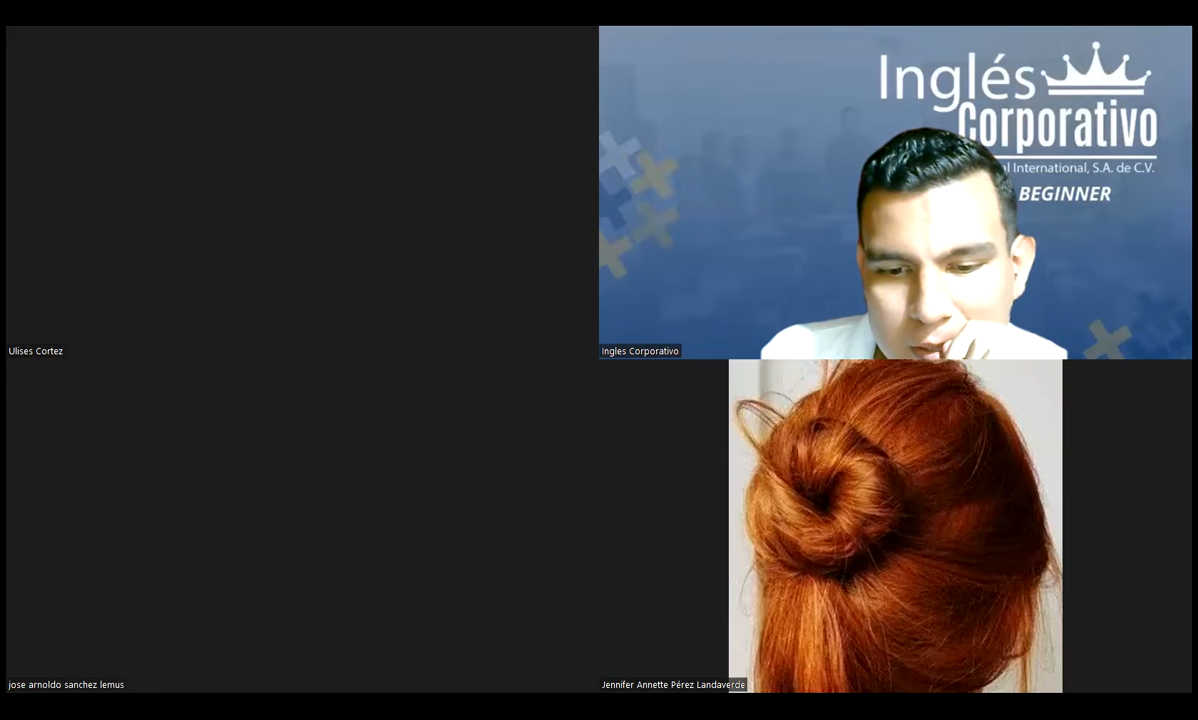 Inglés
Corporativo
l International, S.A. de C.V.
BEGINNER
Ulises Cortez
Ingles Corporativo
jose arnoldo sanchez lemus
Jennifer Annette Pérez Landaverde